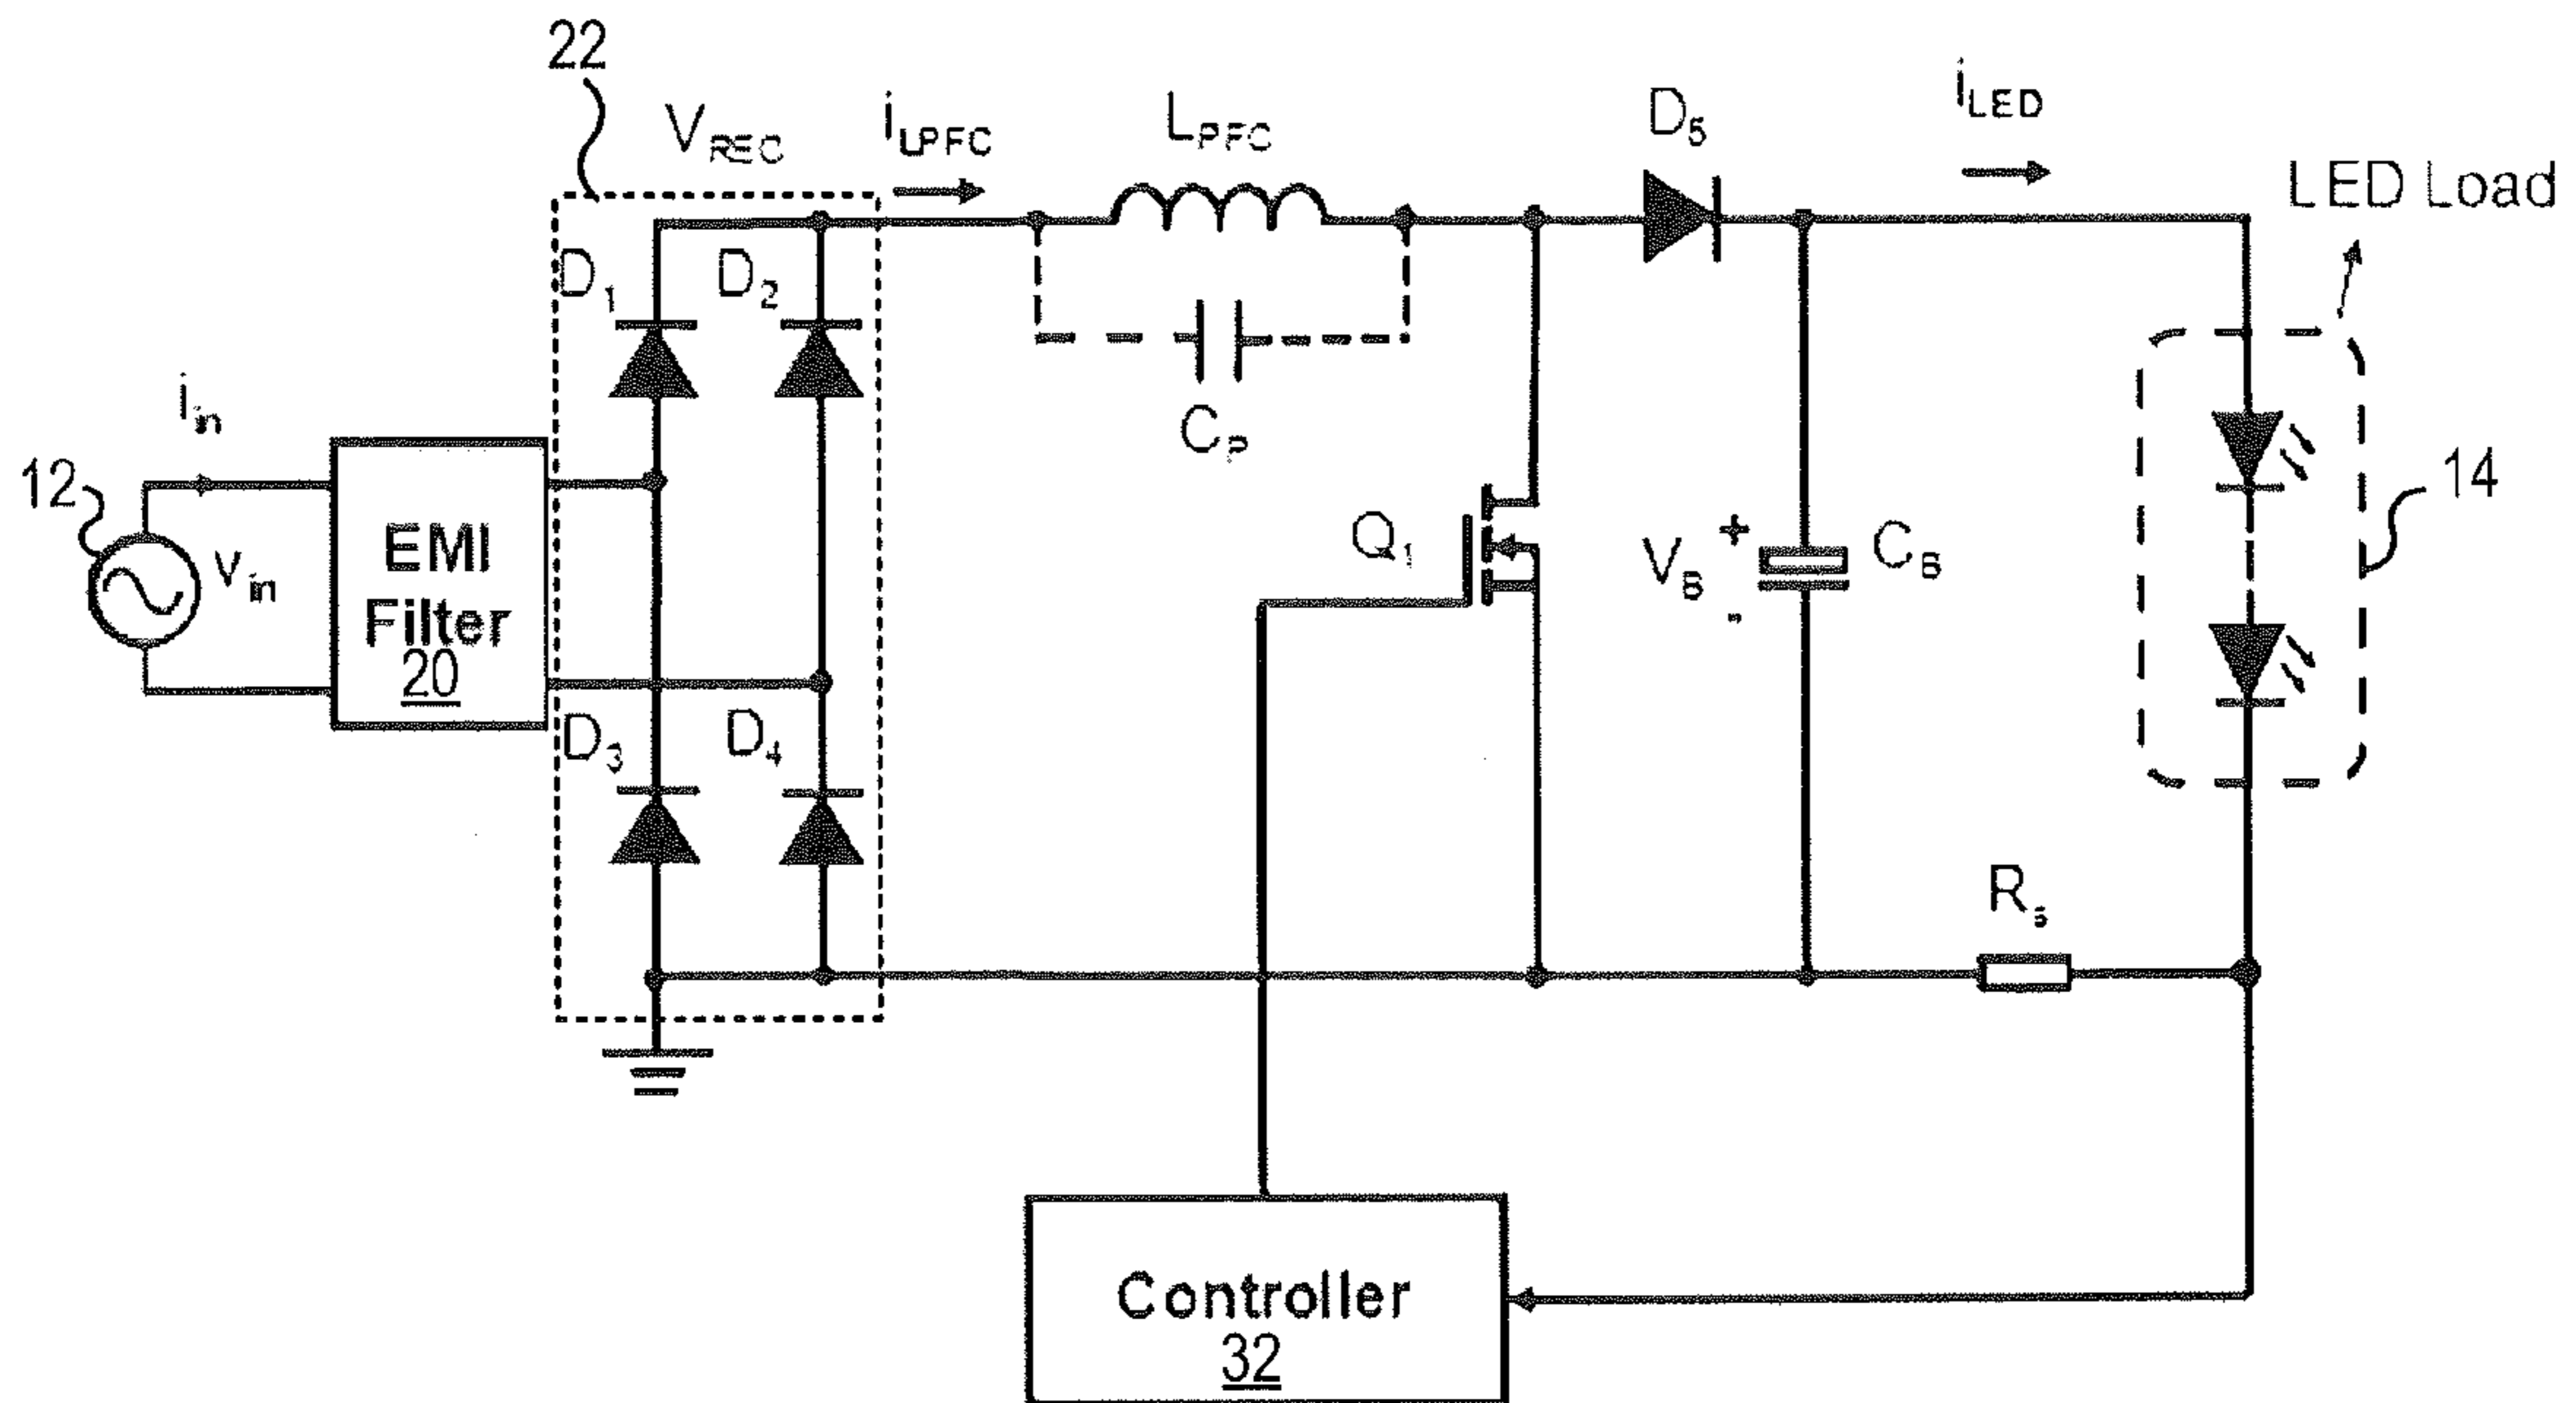 22
V_REC
i_LPFC
L_PFC
D_5
i_LED
LED Load
D_1
D_2
i_in
C_P
12
V_in
EMI
Filter
20
Q_1
V_B
+
-
C_B
14
D_3
D_4
R_s
Controller
32